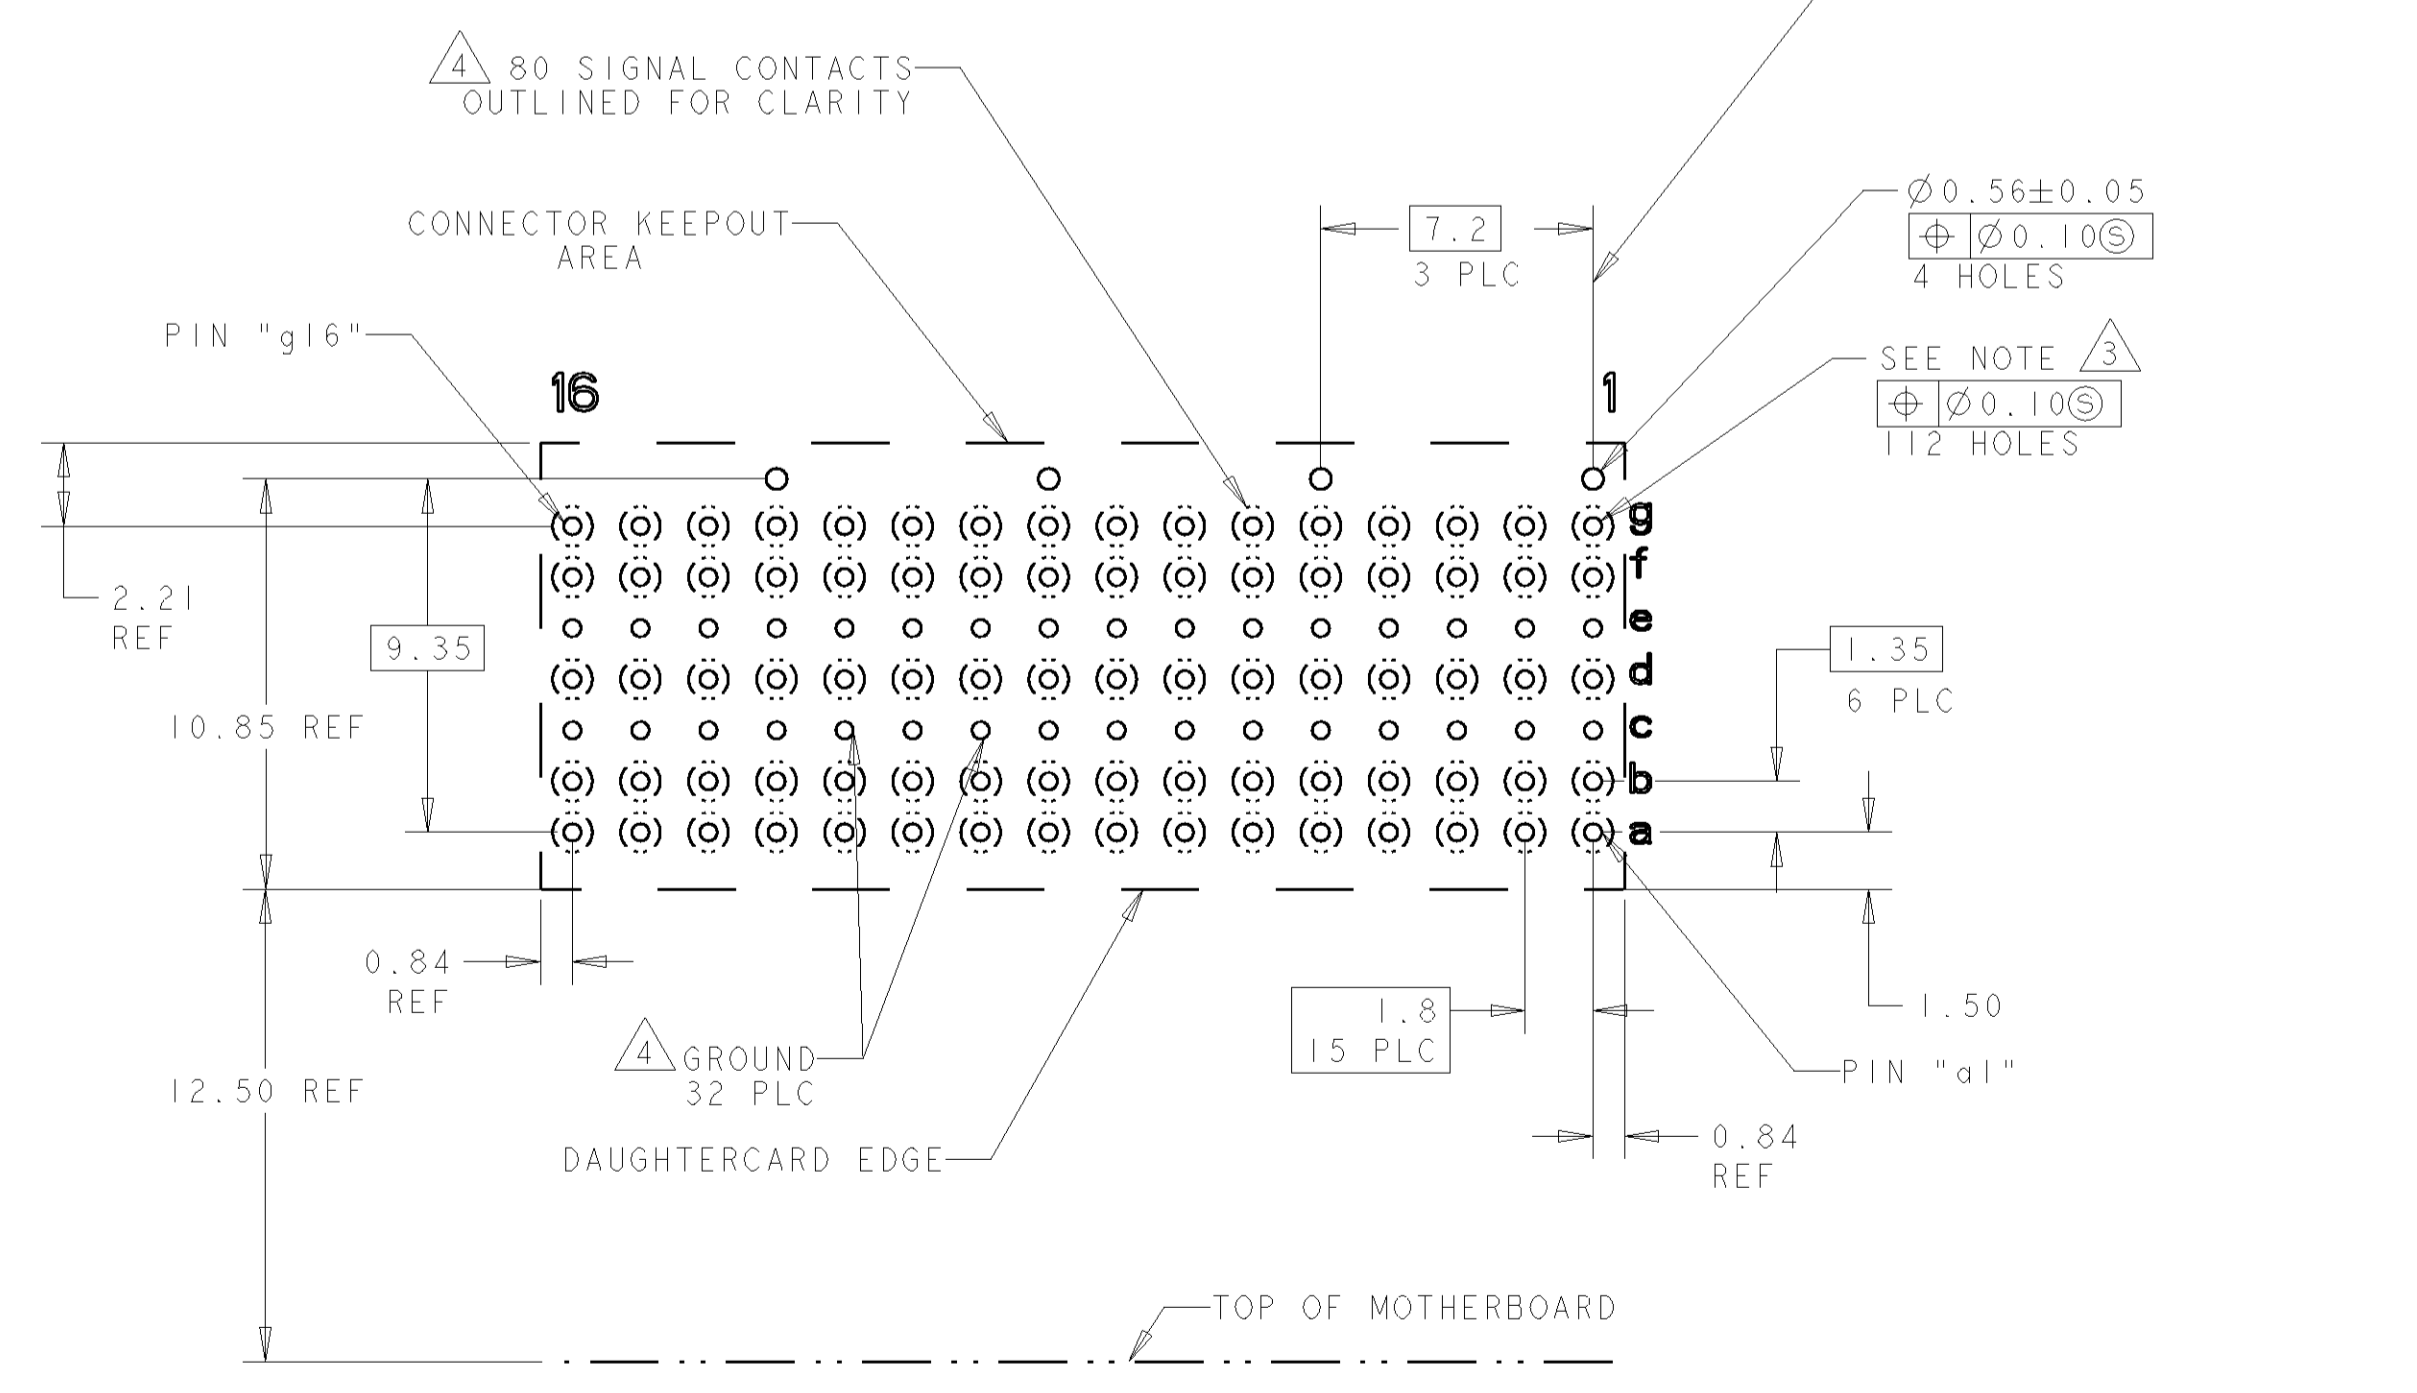 4 80 SIGNAL CONTACTS
OUTLINED FOR CLARITY
CONNECTOR KEEPOUT
AREA
7.2
3 PLC
Ø0.56±0.05
⌖ Ø0.10Ⓢ
4 HOLES
PIN "g16"
SEE NOTE 3
⌖ Ø0.10Ⓢ
112 HOLES
16
1
g
f
e
d
c
b
a
2.21
REF
9.35
10.85 REF
1.35
6 PLC
0.84
REF
1.8
15 PLC
1.50
4 GROUND
32 PLC
PIN "a1"
12.50 REF
DAUGHTERCARD EDGE
0.84
REF
TOP OF MOTHERBOARD